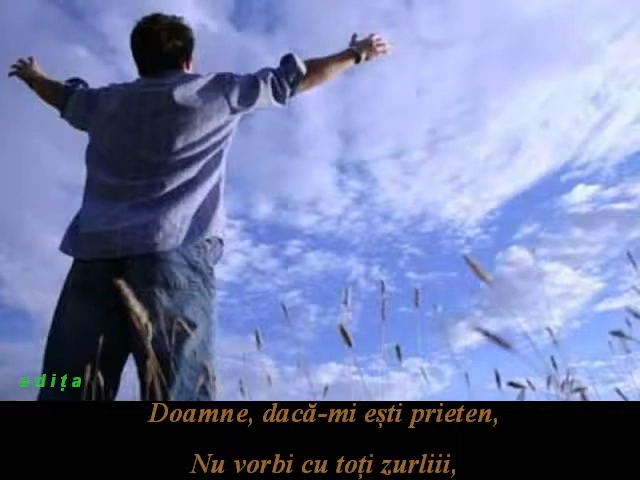 adița
Doamne, dacă-mi ești prieten,
Nu vorbi cu toți zurliii,